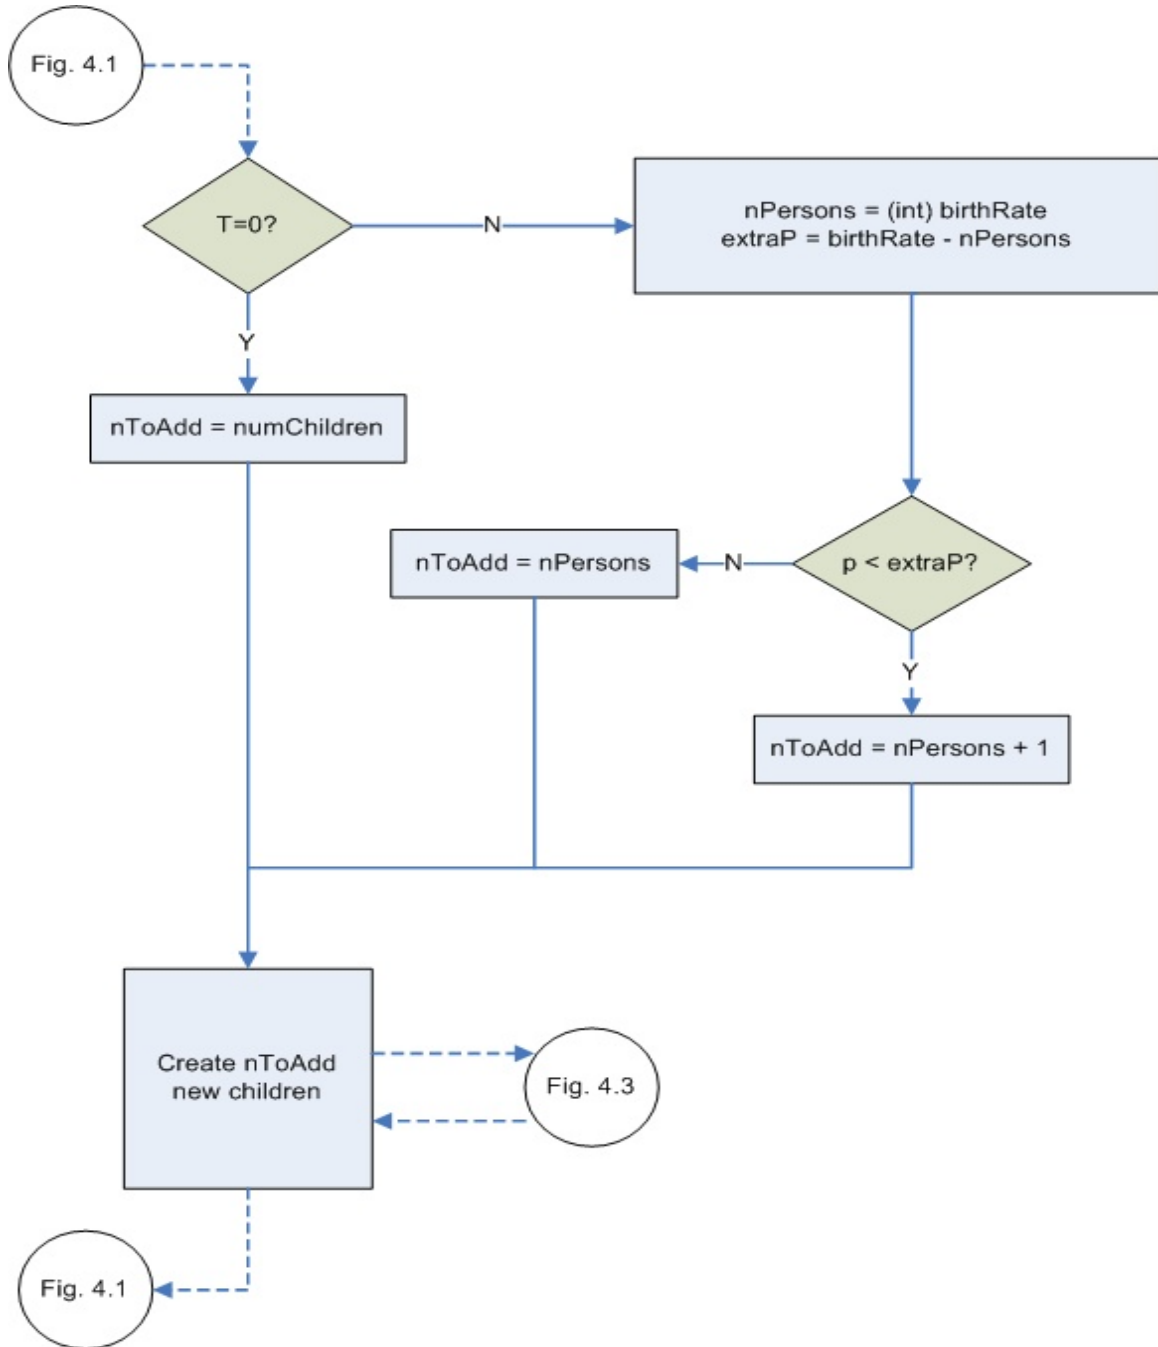 Fig. 4.1
T=0?
N
nPersons = (int) birthRate
extraP = birthRate - nPersons
Y
nToAdd = numChildren
nToAdd = nPersons
N
p < extraP?
Y
nToAdd = nPersons + 1
Create nToAdd
new children
Fig. 4.3
Fig. 4.1